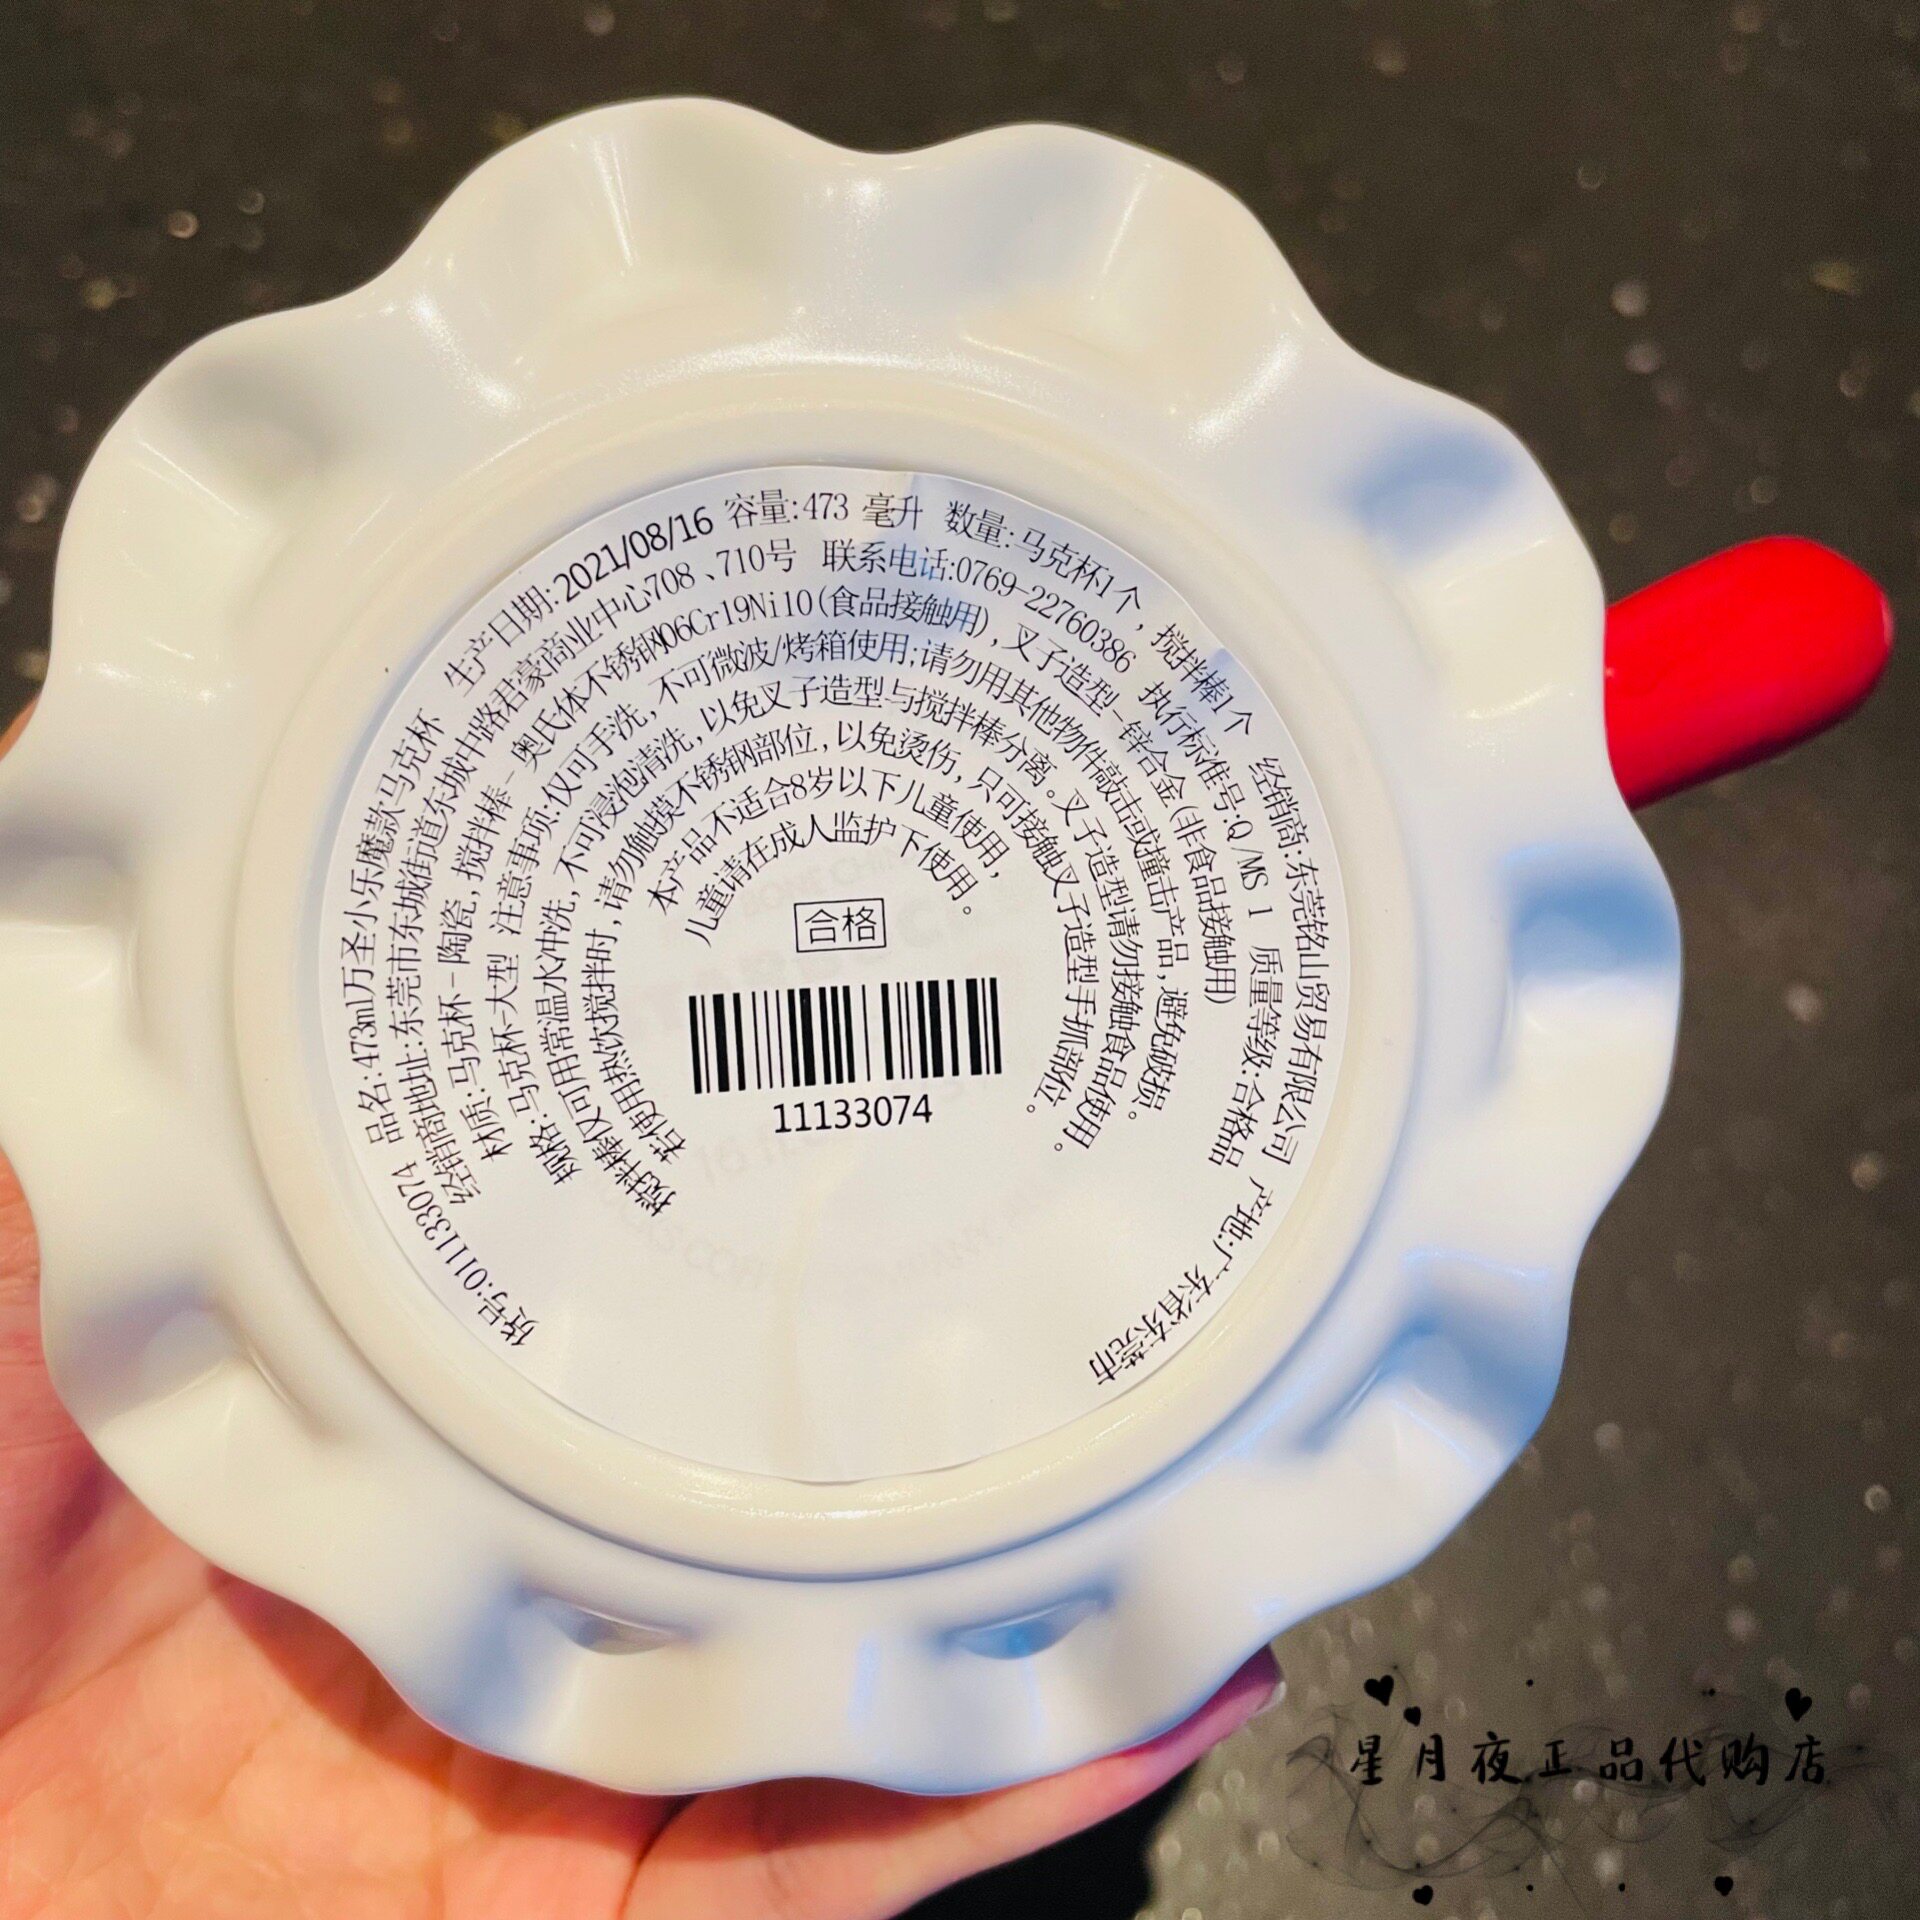 货号:011133074 品名:473ml万圣小乐魔款马克杯 生产日期:2021/08/16 容量:473 毫升 数量:马克杯1个,搅拌棒1个 经销商:东莞铭山贸易有限公司 产地:广东省东莞市
经销商地址:东莞市东城街道东城中路君豪商业中心708、710号 联系电话:0769-22760386 执行标准号:Q/MS 1 质量等级:合格品
材质:马克杯-陶瓷,搅拌棒-奥氏体不锈钢06Cr19Ni10(食品接触用),叉子造型-锌合金(非食品接触用)
规格:马克杯-大型 注意事项:仅可手洗,不可微波/烤箱使用;请勿用其他物件敲击或撞击产品,避免破损。
搅拌棒仅可用常温水冲洗,不可浸泡清洗,以免叉子造型与搅拌棒分离。叉子造型请勿接触食品使用。
若使用热饮搅拌时,请勿触摸不锈钢部位,以免烫伤,只可接触叉子造型手抓部位。
本产品不适合8岁以下儿童使用,
儿童请在成人监护下使用。
合格
11133074
星月夜正品代购店